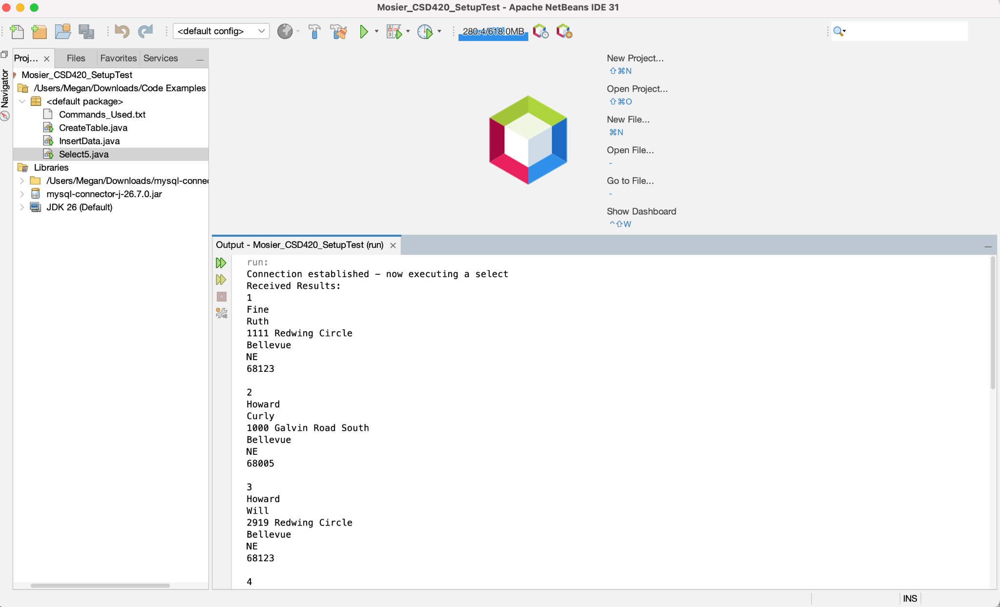 Mosier_CSD420_SetupTest - Apache NetBeans IDE 31
<default config>
280.4/618.0MB
Proj...
Files
Favorites
Services
Navigator
Mosier_CSD420_SetupTest
/Users/Megan/Downloads/Code Examples
<default package>
Commands_Used.txt
CreateTable.java
InsertData.java
Select5.java
Libraries
/Users/Megan/Downloads/mysql-connec
mysql-connector-j-26.7.0.jar
JDK 26 (Default)
New Project...
⇧⌘N
Open Project...
⇧⌘O
New File...
⌘N
Open File...
-
Go to File...
-
Show Dashboard
^⇧W
Output - Mosier_CSD420_SetupTest (run)
run:
Connection established – now executing a select
Received Results:
1
Fine
Ruth
1111 Redwing Circle
Bellevue
NE
68123
2
Howard
Curly
1000 Galvin Road South
Bellevue
NE
68005
3
Howard
Will
2919 Redwing Circle
Bellevue
NE
68123
4
INS